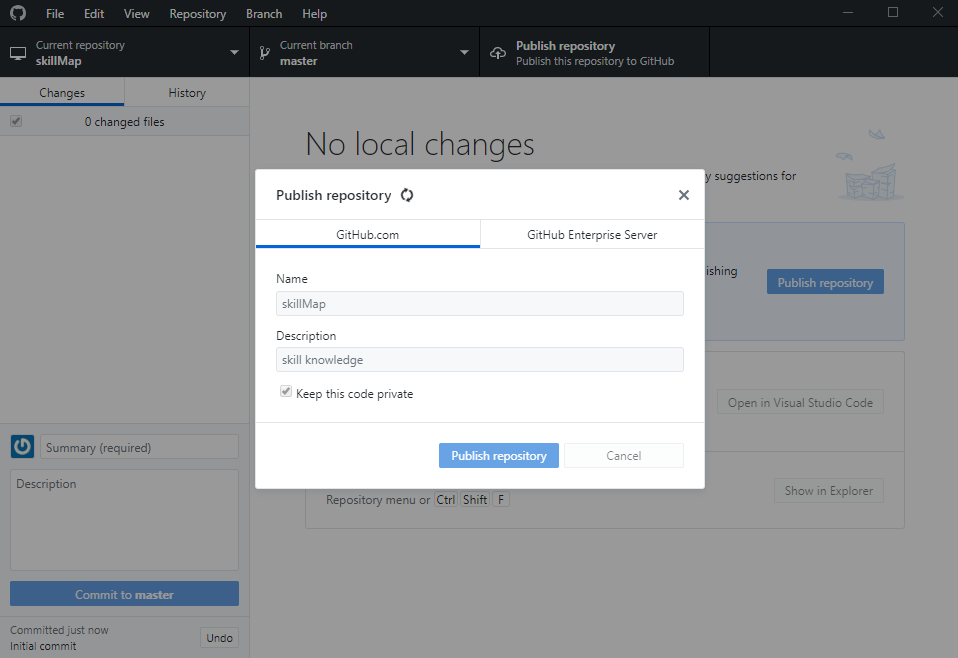 File Edit View Repository Branch Help
Current repository
skillMap
Current branch
master
Publish repository
Publish this repository to GitHub
Changes
History
0 changed files
No local changes
y suggestions for
Publish repository
GitHub.com
GitHub Enterprise Server
Name
skillMap
Description
skill knowledge
Keep this code private
Publish repository
Cancel
ishing
Publish repository
Open in Visual Studio Code
Show in Explorer
Repository menu or Ctrl Shift F
Summary (required)
Description
Commit to master
Committed just now
Initial commit
Undo